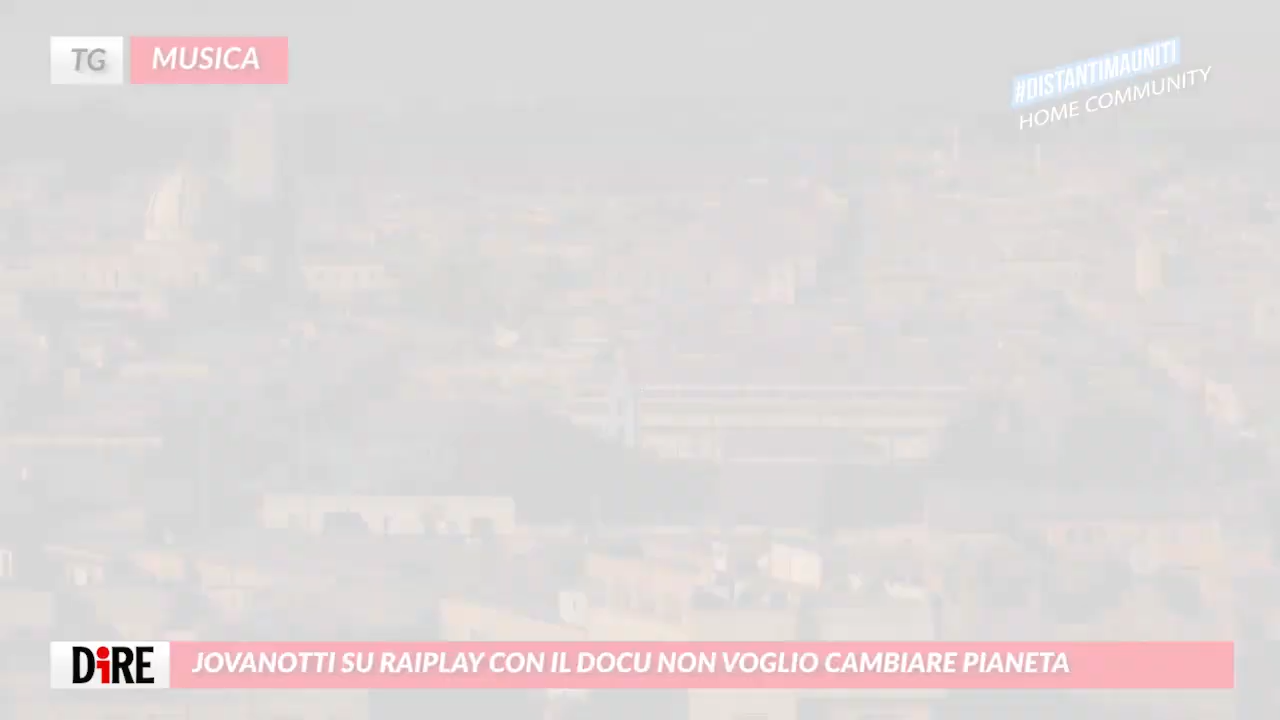 TG MUSICA
#DISTANTIMAUNITI
HOME COMMUNITY
DiRE JOVANOTTI SU RAIPLAY CON IL DOCU NON VOGLIO CAMBIARE PIANETA